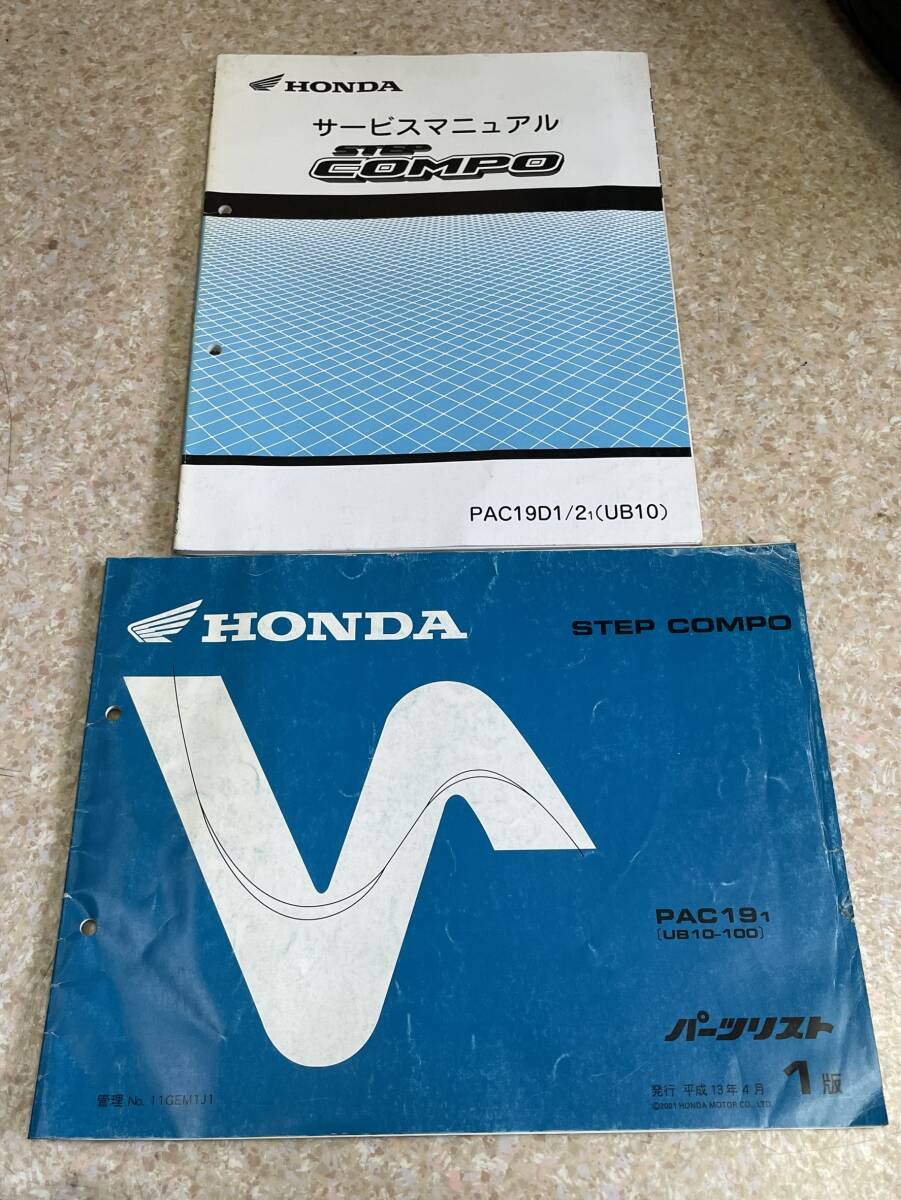 HONDA
サービスマニュアル
STEP
COMPO
PAC19D1/2₁(UB10)
HONDA
STEP COMPO
PAC19₁
(UB10-100)
パーツリスト
管理 No. 11GEM1J1
発行 平成 13年 4月 1版
©2001 HONDA MOTOR CO., LTD.